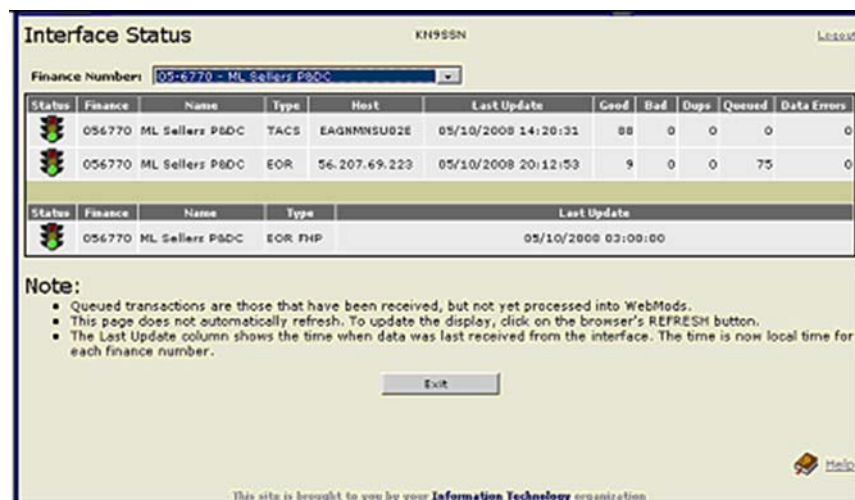 Interface Status KN9SSN Logout
Finance Number: 05-6770 - ML Sellers P&DC
Status Finance Name Type Host Last Update Good Bad Dups Queued Data Errors
056770 ML Sellers P&DC TACS EAGNMNSU02E 05/10/2008 14:20:31 88 0 0 0 0
056770 ML Sellers P&DC EOR 56.207.69.223 05/10/2008 20:12:53 9 0 0 75 0
Status Finance Name Type Last Update
056770 ML Sellers P&DC EOR FHP 05/10/2008 03:00:00
Note:
• Queued transactions are those that have been received, but not yet processed into WebMods.
• This page does not automatically refresh. To update the display, click on the browser's REFRESH button.
• The Last Update column shows the time when data was last received from the interface. The time is now local time for
each finance number.
Exit
Help
This site is brought to you by your Information Technology organization